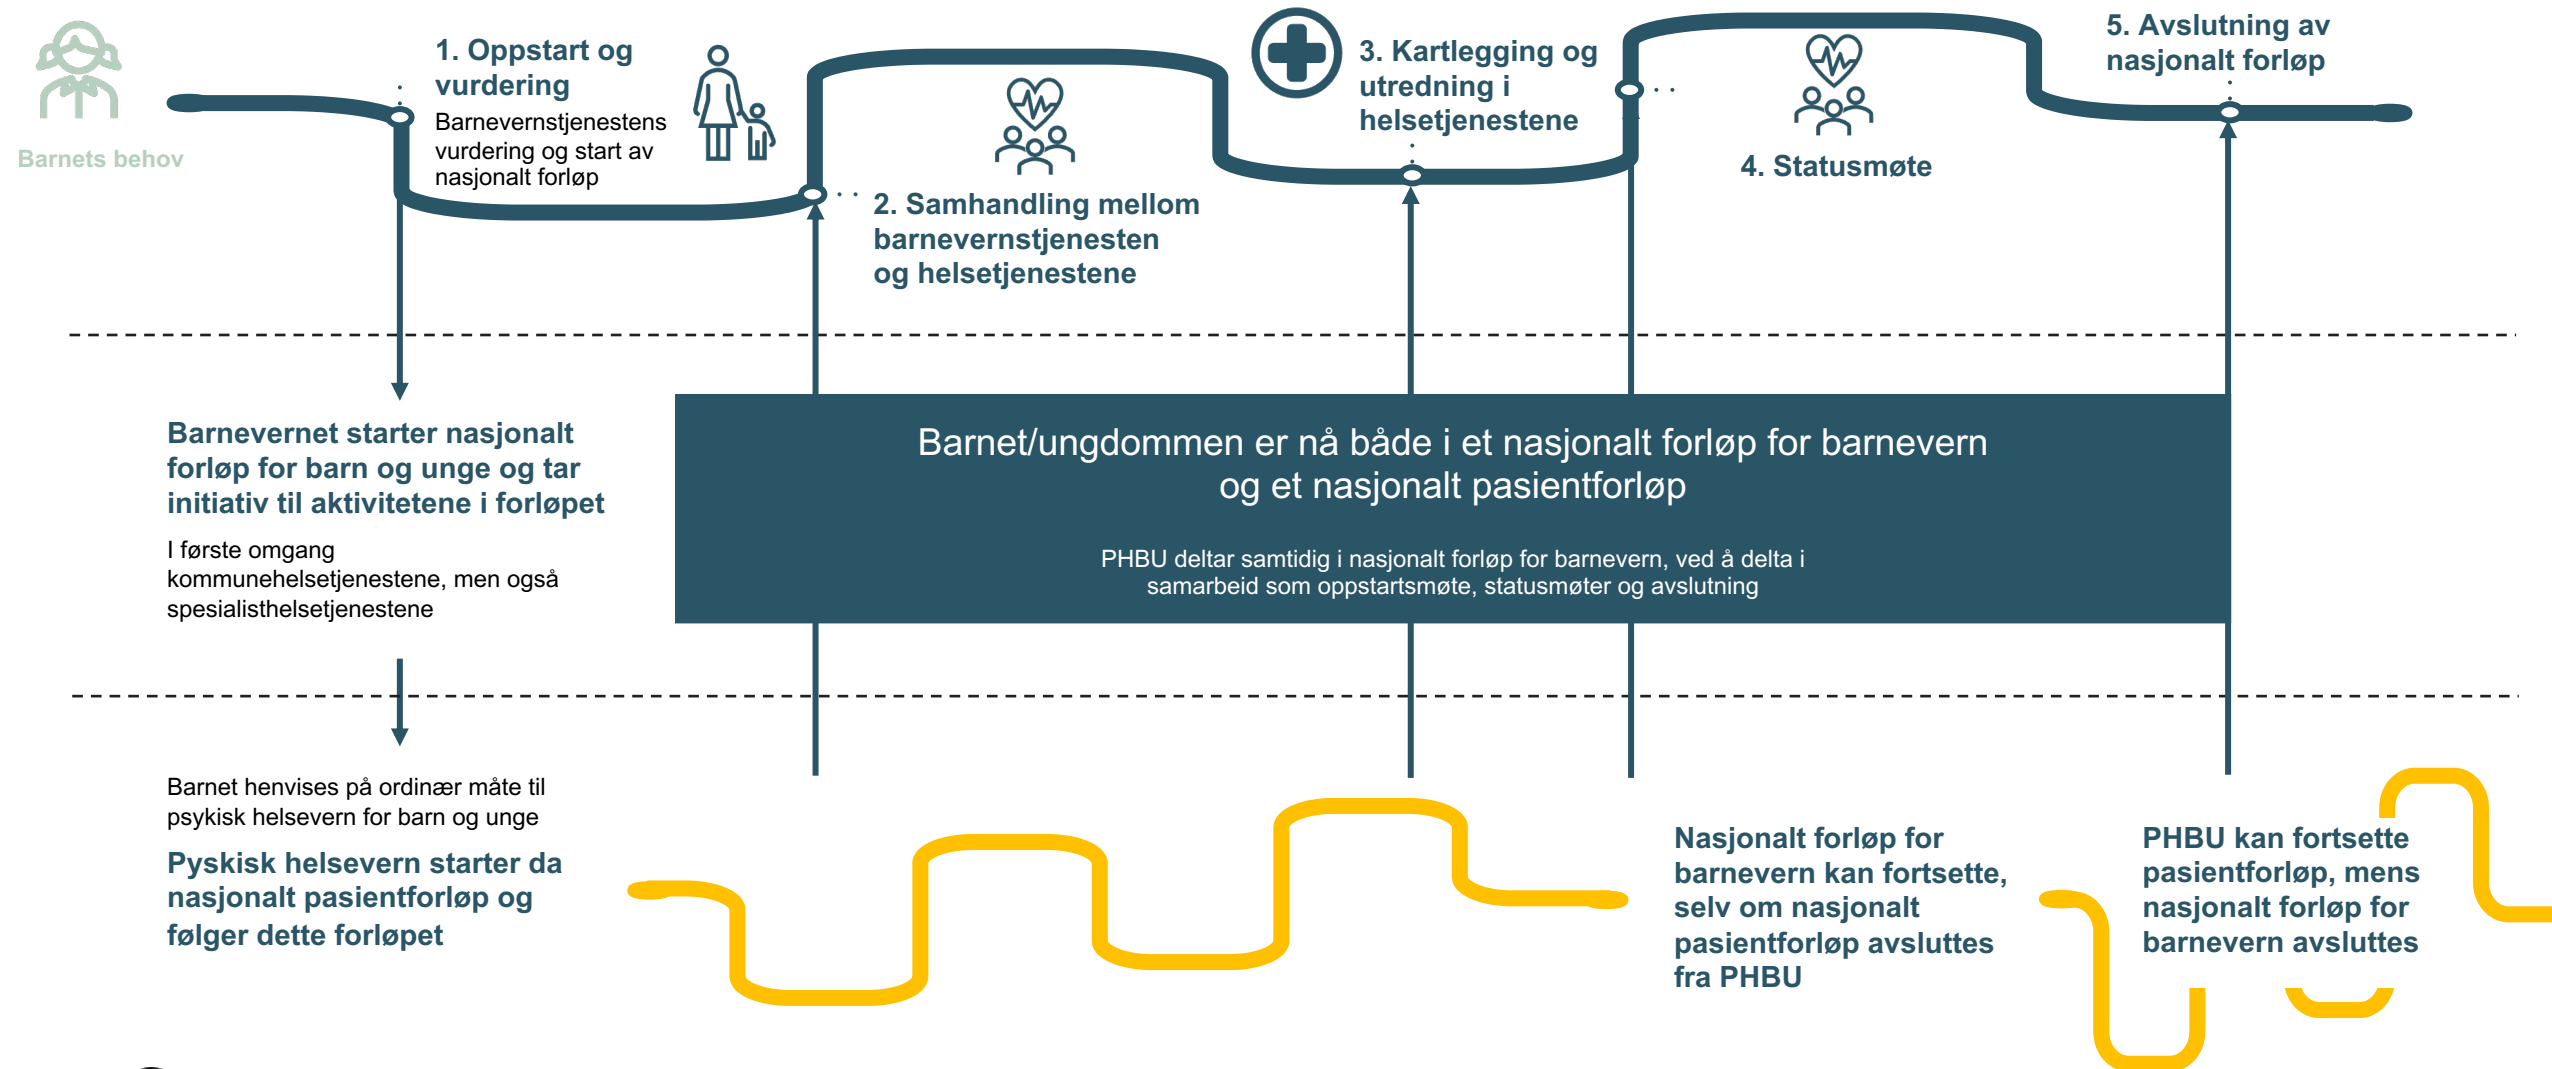 Barnets behov
1. Oppstart og
vurdering
Barnevernstjenestens
vurdering og start av
nasjonalt forløp
2. Samhandling mellom
barnevernstjenesten
og helsetjenestene
3. Kartlegging og
utredning i
helsetjenestene
4. Statusmøte
5. Avslutning av
nasjonalt forløp
Barnevernet starter nasjonalt
forløp for barn og unge og tar
initiativ til aktivitetene i forløpet
I første omgang
kommunehelsetjenestene, men også
spesialisthelsetjenestene
Barnet/ungdommen er nå både i et nasjonalt forløp for barnevern
og et nasjonalt pasientforløp
PHBU deltar samtidig i nasjonalt forløp for barnevern, ved å delta i
samarbeid som oppstartsmøte, statusmøter og avslutning
Barnet henvises på ordinær måte til
psykisk helsevern for barn og unge
Pyskisk helsevern starter da
nasjonalt pasientforløp og
følger dette forløpet
Nasjonalt forløp for
barnevern kan fortsette,
selv om nasjonalt
pasientforløp avsluttes
fra PHBU
PHBU kan fortsette
pasientforløp, mens
nasjonalt forløp for
barnevern avsluttes